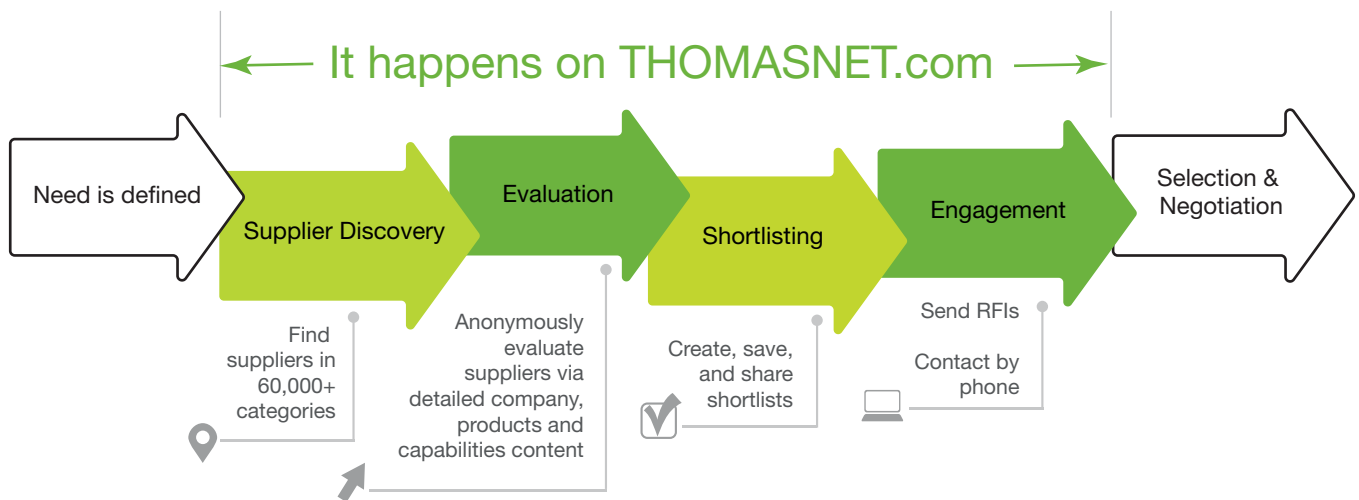 It happens on THOMASNET.com
Need is defined
Supplier Discovery
Evaluation
Shortlisting
Engagement
Selection &
Negotiation
Find
suppliers in
60,000+
categories
Anonymously
evaluate
suppliers via
detailed company,
products and
capabilities content
Create, save,
and share
shortlists
Send RFIs
Contact by
phone